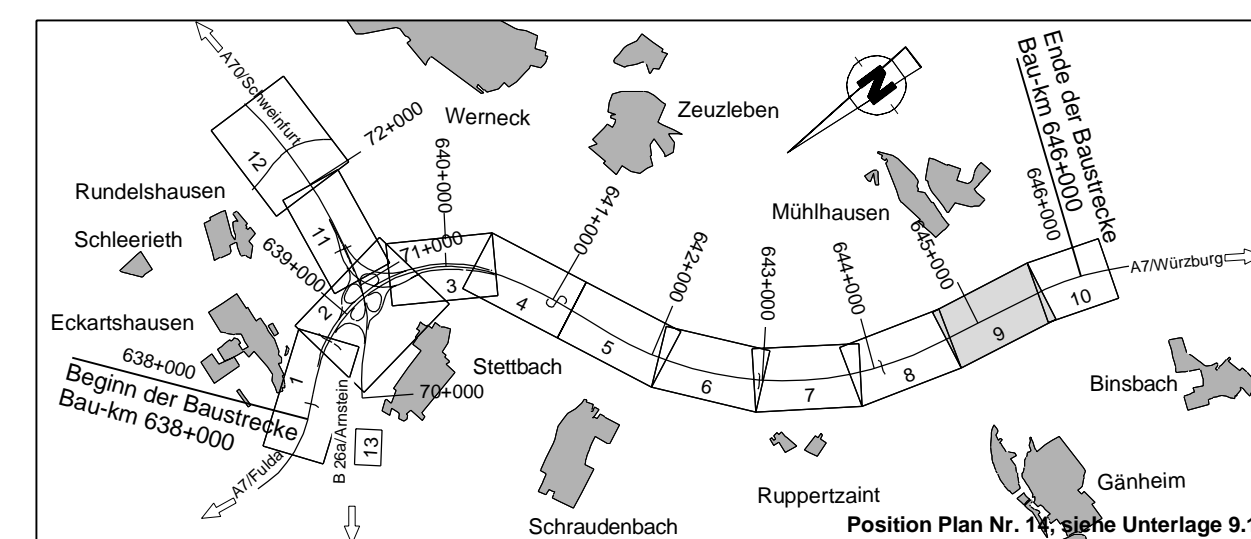 A70/Schweinfurt
Werneck
Zeuzleben
Ende der Baustrecke
Bau-km 646+000
72+000
12
640+000
N
Rundelshausen
646+000
Schleerieth
11
641+000
Mühlhausen
639+000
71+000
642+000
645+000
643+000
644+000
A7/Würzburg
Eckartshausen
2
3
4
10
5
9
638+000
Beginn der Baustrecke
Bau-km 638+000
1
Stettbach
6
7
8
70+000
Binsbach
B 26a/Arnstein
13
A7/Fulda
Ruppertzaint
Gänheim
Schraudenbach
Position Plan Nr. 14, siehe Unterlage 9.1